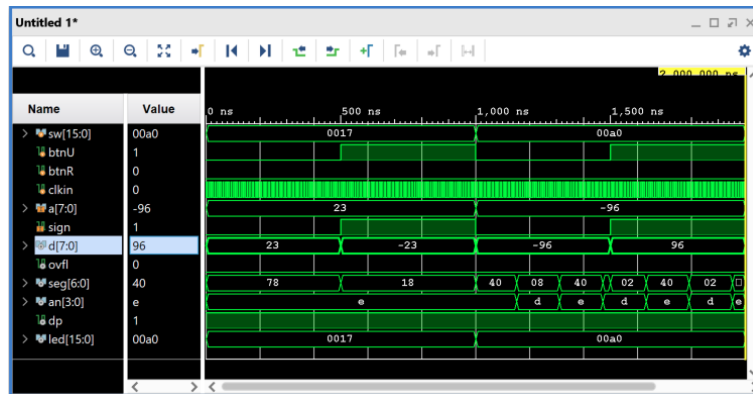 Untitled 1*
2,000.000 ns
Name Value 0 ns 500 ns 1,000 ns 1,500 ns
> sw[15:0] 00a0 0017 00a0
btnU 1
btnR 0
clkin 0
> a[7:0] -96 23 -96
sign 1
> d[7:0] 96 23 -23 -96 96
ovfl 0
> seg[6:0] 40 78 18 40 08 40 02 40 02
> an[3:0] e e d e d e d e
dp 1
> led[15:0] 00a0 0017 00a0